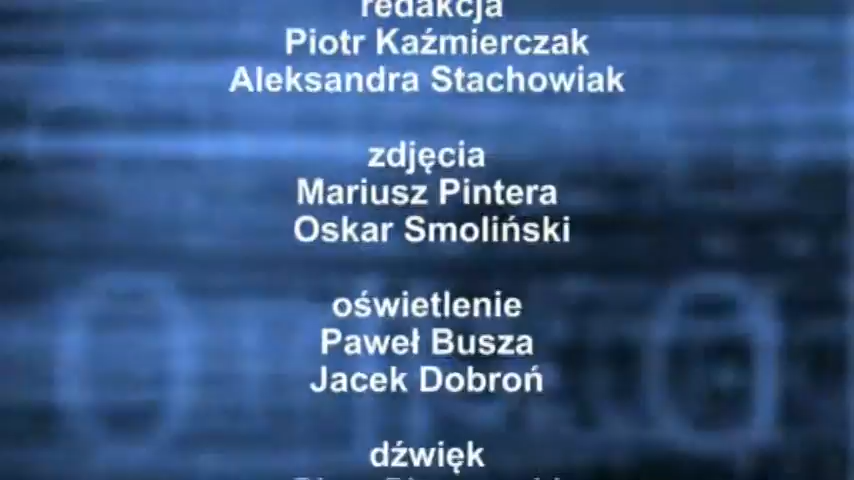 redakcja
Piotr Kaźmierczak
Aleksandra Stachowiak
zdjęcia
Mariusz Pintera
Oskar Smoliński
oświetlenie
Paweł Busza
Jacek Dobroń
dźwięk